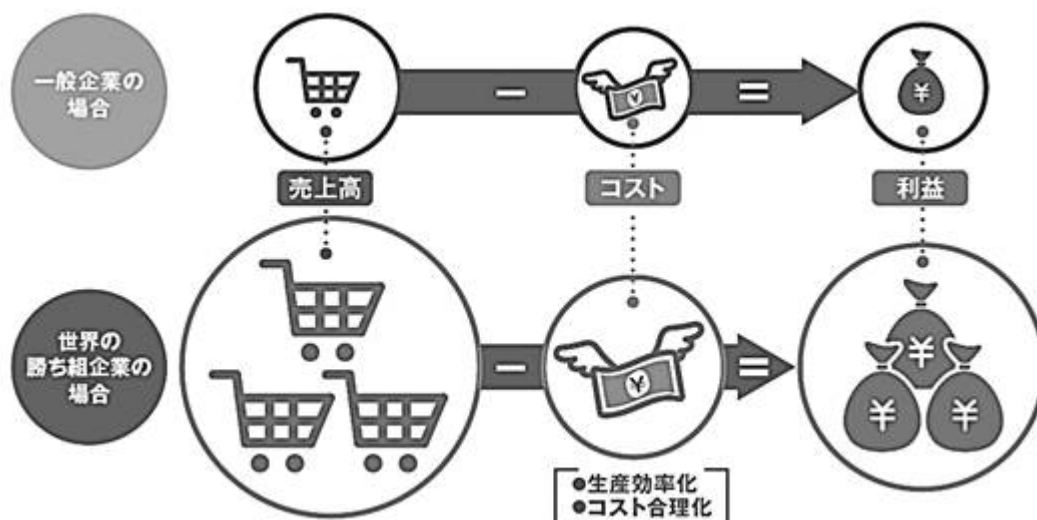 一般企業の
場合
－
¥
＝
¥
売上高
コスト
利益
世界の
勝ち組企業の
場合
－
¥
＝
¥
¥
¥
●生産効率化
●コスト合理化